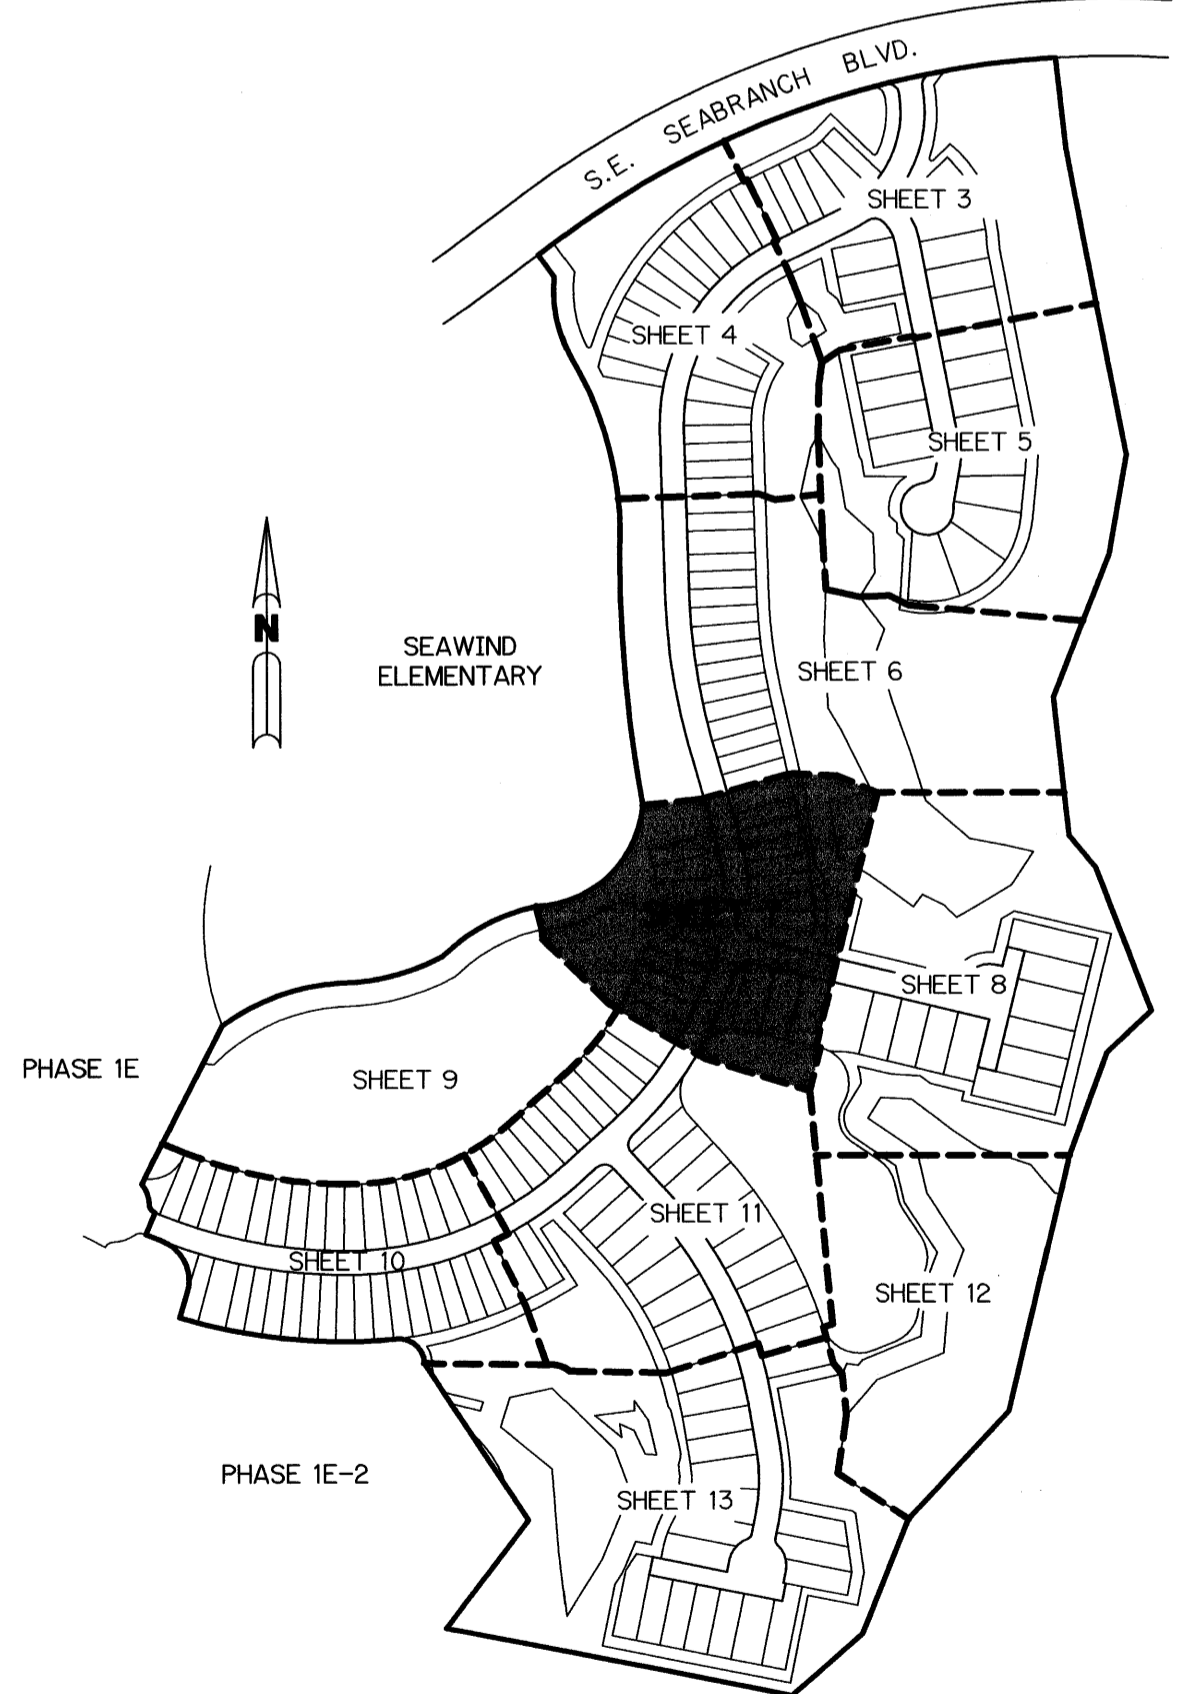 S.E. SEABRANCH BLVD.
SHEET 3
SHEET 4
SHEET 5
N
SEAWIND
ELEMENTARY
SHEET 6
SHEET 8
PHASE 1E
SHEET 9
SHEET 11
SHEET 10
SHEET 12
PHASE 1E-2
SHEET 13